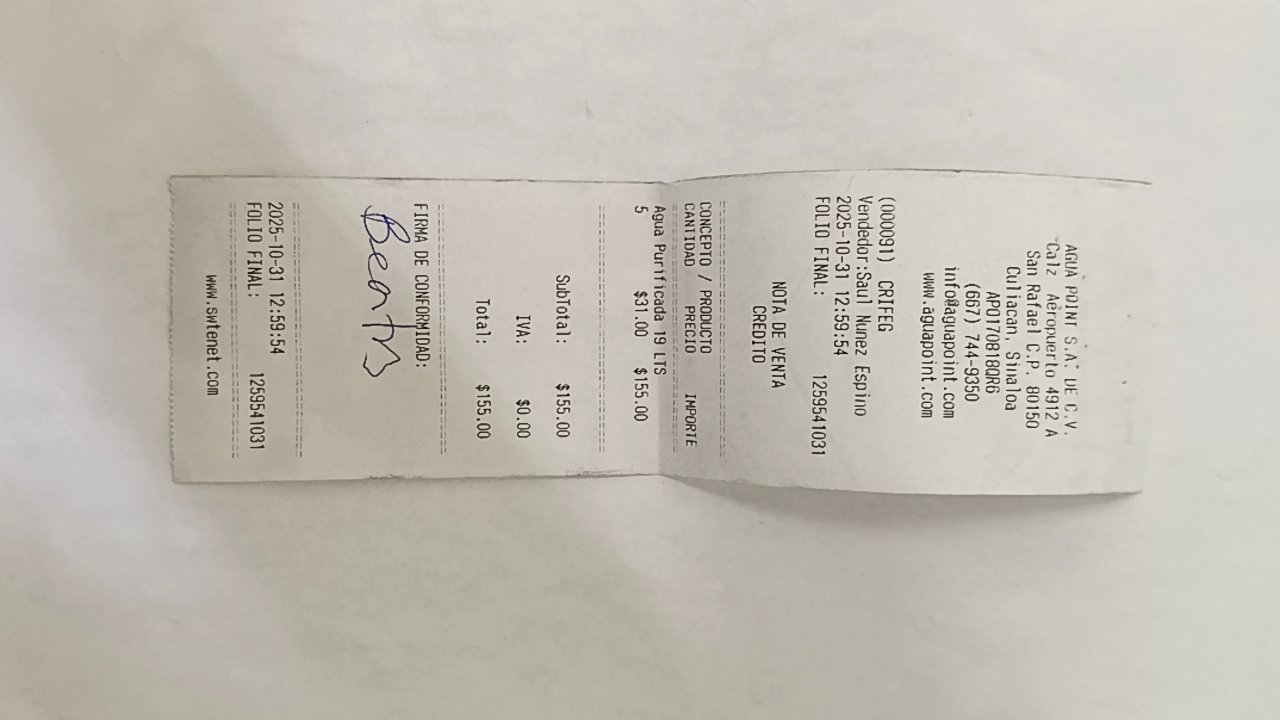 AGUA POINT S.A. DE C.V.
Calz Aeropuerto 4912 A
San Rafael C.P. 80150
Culiacan, Sinaloa
APO170818QR6
(667) 744-9350
info@aguapoint.com
www.aguapoint.com
(000091) CRIFEG
Vendedor:Saul Nunez Espino
2025-10-31 12:59:54
FOLIO FINAL: 1259541031
NOTA DE VENTA
CREDITO
CONCEPTO / PRODUCTO
CANTIDAD PRECIO IMPORTE
Agua Purificada 19 LTS
5 $31.00 $155.00
SubTotal: $155.00
IVA: $0.00
Total: $155.00
FIRMA DE CONFORMIDAD:
2025-10-31 12:59:54
FOLIO FINAL: 1259541031
www.swtenet.com